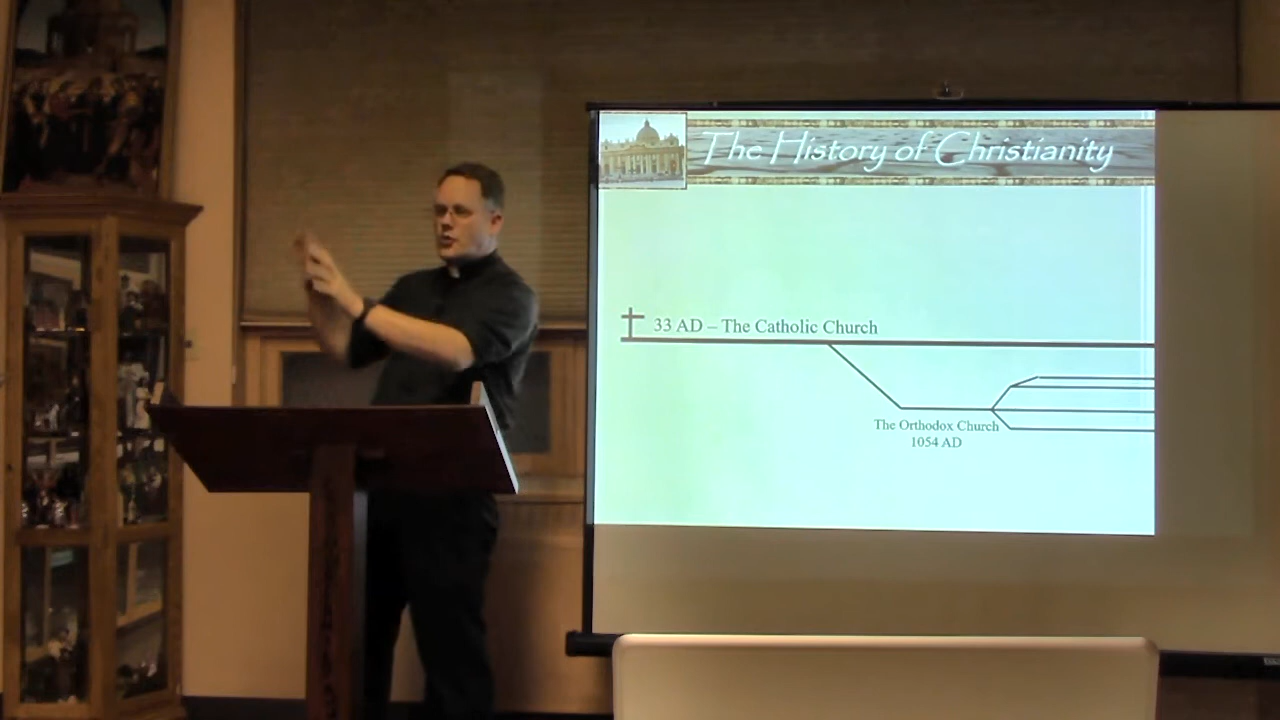 The History of Christianity
33 AD – The Catholic Church
The Orthodox Church
1054 AD